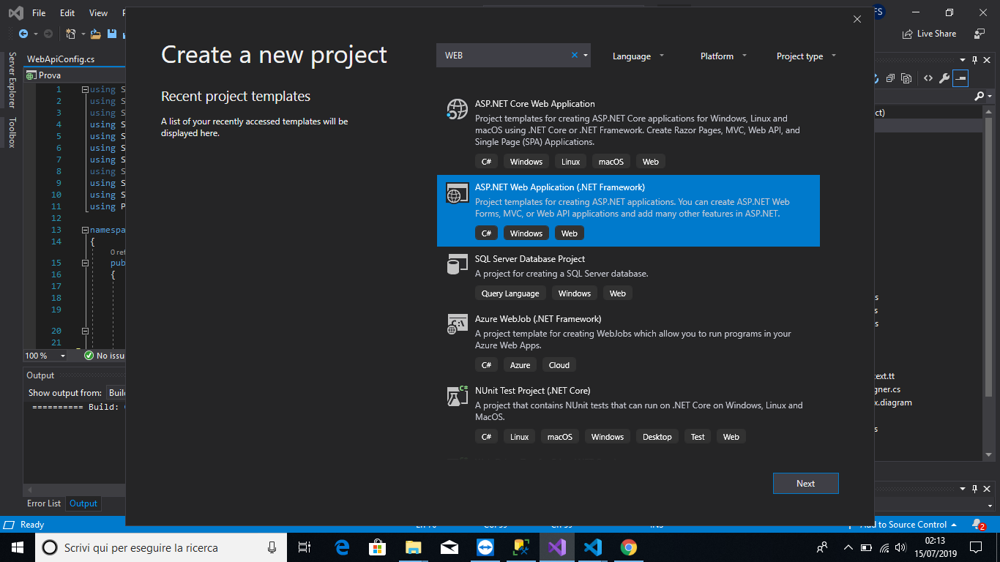 File Edit View
FS
Live Share
WebApiConfig.cs
Prova
Server Explorer
Toolbox
1 using S
2 using S
3 using S
4 using S
5 using S
6 using S
7 using S
8 using S
9 using S
10 using S
11 using P
12
13 namespa
14 {
0 ref
15 pub
16 {
17
18
19
20
21
100 % No issu
Output
Show output from: Build
========== Build:
Error List Output
Ready
Create a new project
Recent project templates
A list of your recently accessed templates will be
displayed here.
WEB
Language Platform Project type
ASP.NET Core Web Application
Project templates for creating ASP.NET Core applications for Windows, Linux and
macOS using .NET Core or .NET Framework. Create Razor Pages, MVC, Web API, and
Single Page (SPA) Applications.
C# Windows Linux macOS Web
ASP.NET Web Application (.NET Framework)
Project templates for creating ASP.NET applications. You can create ASP.NET Web
Forms, MVC, or Web API applications and add many other features in ASP.NET.
C# Windows Web
SQL Server Database Project
A project for creating a SQL Server database.
Query Language Windows Web
Azure WebJob (.NET Framework)
A project template for creating WebJobs which allow you to run programs in your
Azure Web Apps.
C# Azure Cloud
NUnit Test Project (.NET Core)
A project that contains NUnit tests that can run on .NET Core on Windows, Linux and
MacOS.
C# Linux macOS Windows Desktop Test Web
Next
ct)
s
s
s
ext.tt
gner.cs
x.diagram
s
Add to Source Control
2
Scrivi qui per eseguire la ricerca
02:13
15/07/2019